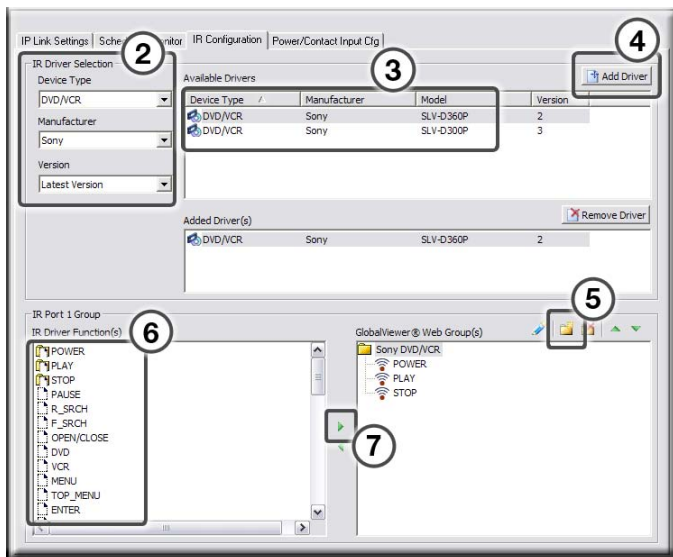 IP Link Settings Sche nitor IR Configuration Power/Contact Input Cfg
2
3
4
IR Driver Selection
Device Type
DVD/VCR
Manufacturer
Sony
Version
Latest Version
Available Drivers
Add Driver
Device Type Manufacturer Model Version
DVD/VCR Sony SLV-D360P 2
DVD/VCR Sony SLV-D300P 3
Added Driver(s)
Remove Driver
DVD/VCR Sony SLV-D360P 2
5
IR Port 1 Group
IR Driver Function(s)
6
POWER
PLAY
STOP
PAUSE
R_SRCH
F_SRCH
OPEN/CLOSE
DVD
VCR
MENU
TOP_MENU
ENTER
7
GlobalViewer® Web Group(s)
Sony DVD/VCR
POWER
PLAY
STOP